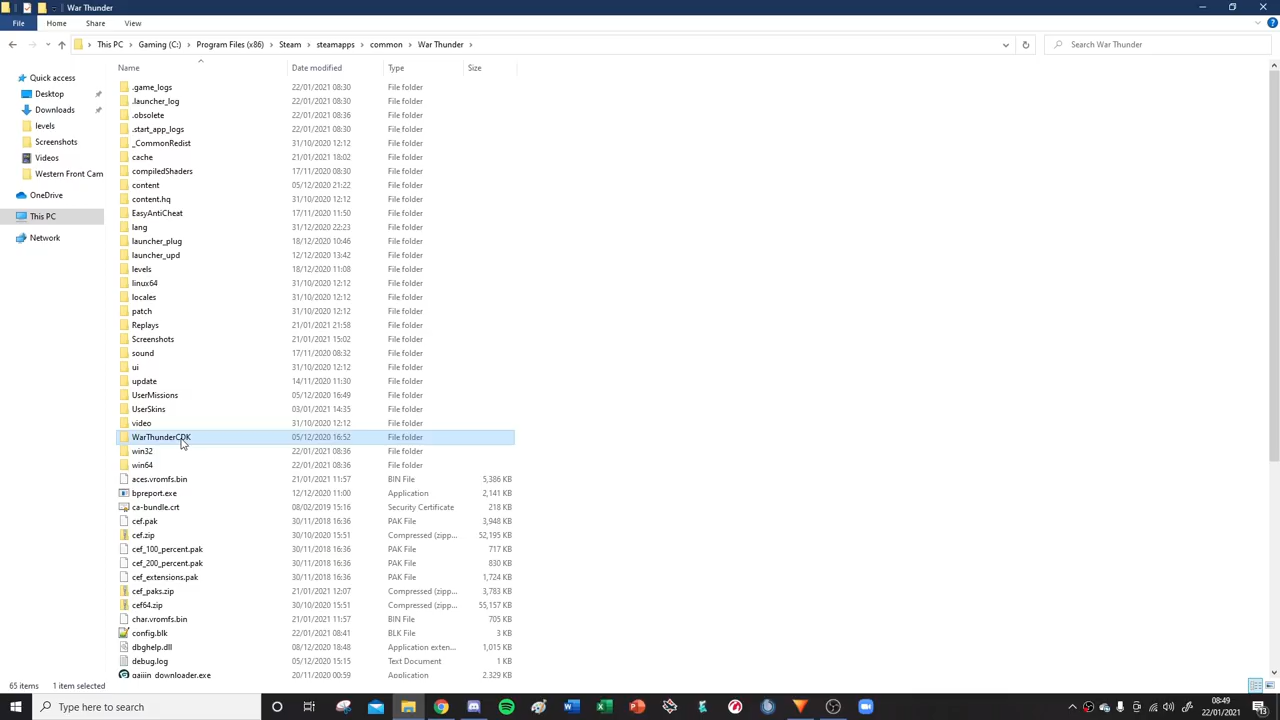 War Thunder
File Home Share View
This PC Gaming (C:) Program Files (x86) Steam steamapps common War Thunder
Search War Thunder
Name Date modified Type Size
Quick access
Desktop
Downloads
levels
Screenshots
Videos
Western Front Cam
OneDrive
This PC
Network
.game_logs 22/01/2021 08:30 File folder
.launcher_log 22/01/2021 08:30 File folder
.obsolete 22/01/2021 08:36 File folder
.start_app_logs 22/01/2021 08:30 File folder
_CommonRedist 31/10/2020 12:12 File folder
cache 21/01/2021 18:02 File folder
compiledShaders 17/11/2020 08:30 File folder
content 05/12/2020 21:22 File folder
content.hq 31/10/2020 12:12 File folder
EasyAntiCheat 17/11/2020 11:50 File folder
lang 31/12/2020 22:23 File folder
launcher_plug 18/12/2020 10:46 File folder
launcher_upd 12/12/2020 13:42 File folder
levels 18/12/2020 11:08 File folder
linux64 31/10/2020 12:12 File folder
locales 31/10/2020 12:12 File folder
patch 31/10/2020 12:12 File folder
Replays 21/01/2021 21:58 File folder
Screenshots 21/01/2021 15:02 File folder
sound 17/11/2020 08:32 File folder
ui 31/10/2020 12:12 File folder
update 14/11/2020 11:30 File folder
UserMissions 05/12/2020 16:49 File folder
UserSkins 03/01/2021 14:35 File folder
video 31/10/2020 12:12 File folder
WarThunderCDK 05/12/2020 16:52 File folder
win32 22/01/2021 08:36 File folder
win64 22/01/2021 08:36 File folder
aces.vromfs.bin 21/01/2021 11:57 BIN File 5,386 KB
bpreport.exe 12/12/2020 11:00 Application 2,141 KB
ca-bundle.crt 08/02/2019 15:16 Security Certificate 218 KB
cef.pak 30/11/2018 16:36 PAK File 3,948 KB
cef.zip 30/10/2020 15:51 Compressed (zipp... 52,195 KB
cef_100_percent.pak 30/11/2018 16:36 PAK File 717 KB
cef_200_percent.pak 30/11/2018 16:36 PAK File 830 KB
cef_extensions.pak 30/11/2018 16:36 PAK File 1,724 KB
cef_paks.zip 21/01/2021 12:07 Compressed (zipp... 3,783 KB
cef64.zip 30/10/2020 15:51 Compressed (zipp... 55,157 KB
char.vromfs.bin 21/01/2021 11:57 BIN File 705 KB
config.blk 22/01/2021 08:41 BLK File 3 KB
dbghelp.dll 08/12/2020 18:48 Application exten... 1,015 KB
debug.log 05/12/2020 15:15 Text Document 1 KB
gaijin_downloader.exe 20/11/2020 00:59 Application 2,329 KB
65 items 1 item selected
Type here to search
08:49
22/01/2021